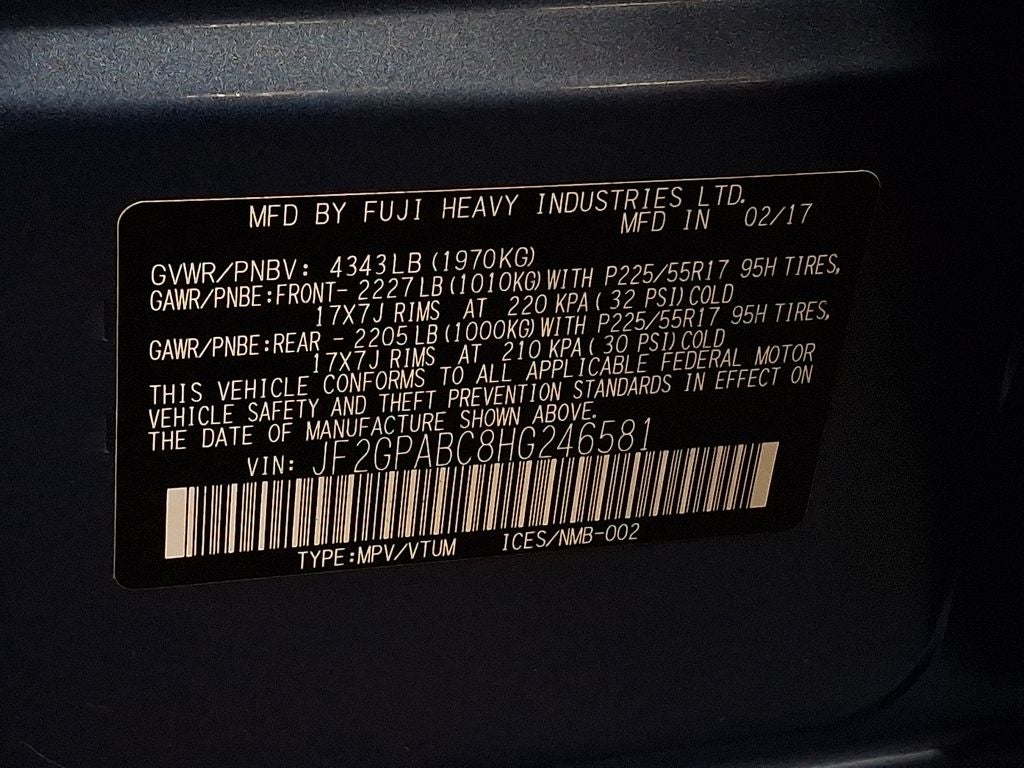 MFD BY FUJI HEAVY INDUSTRIES LTD.
MFD IN 02/17
GVWR/PNBV: 4343LB(1970KG)
GAWR/PNBE:FRONT- 2227LB(1010KG)WITH P225/55R17 95H TIRES,
17X7J RIMS AT 220 KPA(32 PSI)COLD
GAWR/PNBE:REAR - 2205LB(1000KG)WITH P225/55R17 95H TIRES,
17X7J RIMS AT 210 KPA(30 PSI)COLD
THIS VEHICLE CONFORMS TO ALL APPLICABLE FEDERAL MOTOR
VEHICLE SAFETY AND THEFT PREVENTION STANDARDS IN EFFECT ON
THE DATE OF MANUFACTURE SHOWN ABOVE.
VIN: JF2GPABC8HG246581
TYPE:MPV/VTUM ICES/NMB-002